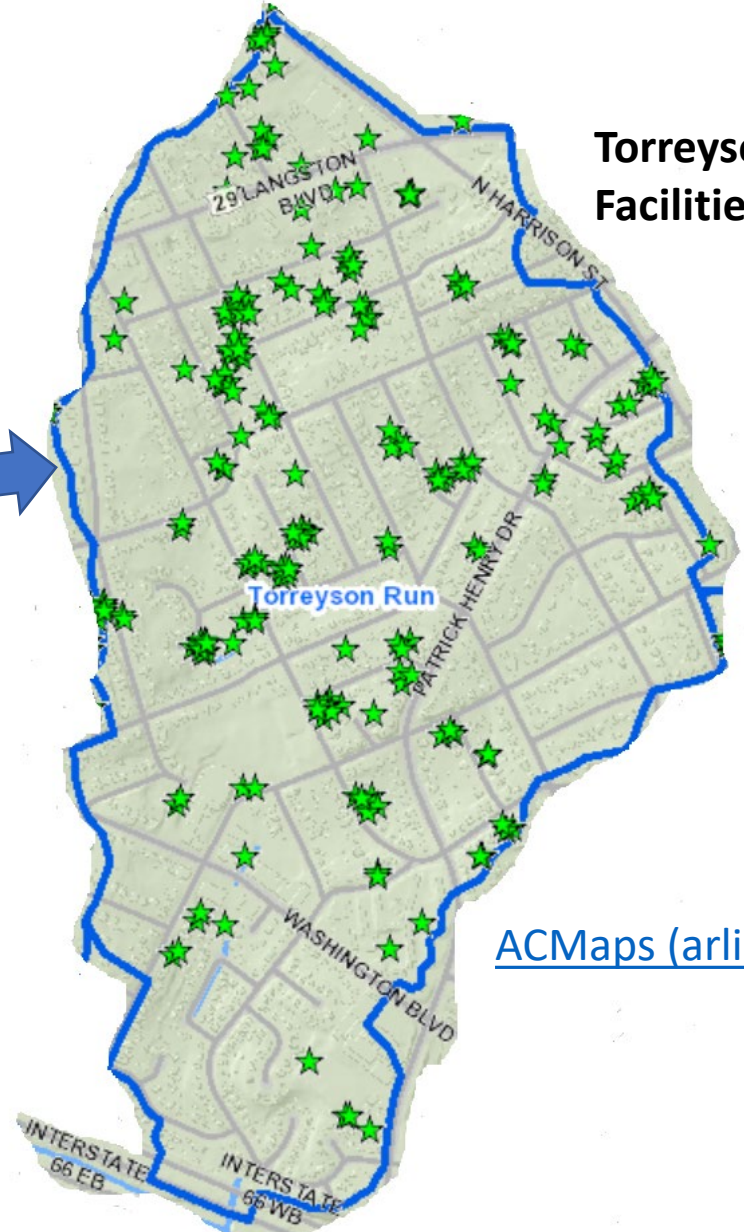 Torreyso
Facilitie
29 LANGSTON
BLVD
N HARRISON ST
Torreyson Run
PATRICK HENRY DR
ACMaps (arli
WASHINGTON BLVD
INTERSTATE
66 EB
INTERSTATE
66 WB